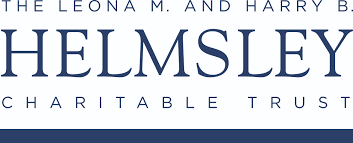 THE LEONA M. AND HARRY B.
HELMSLEY
CHARITABLE TRUST